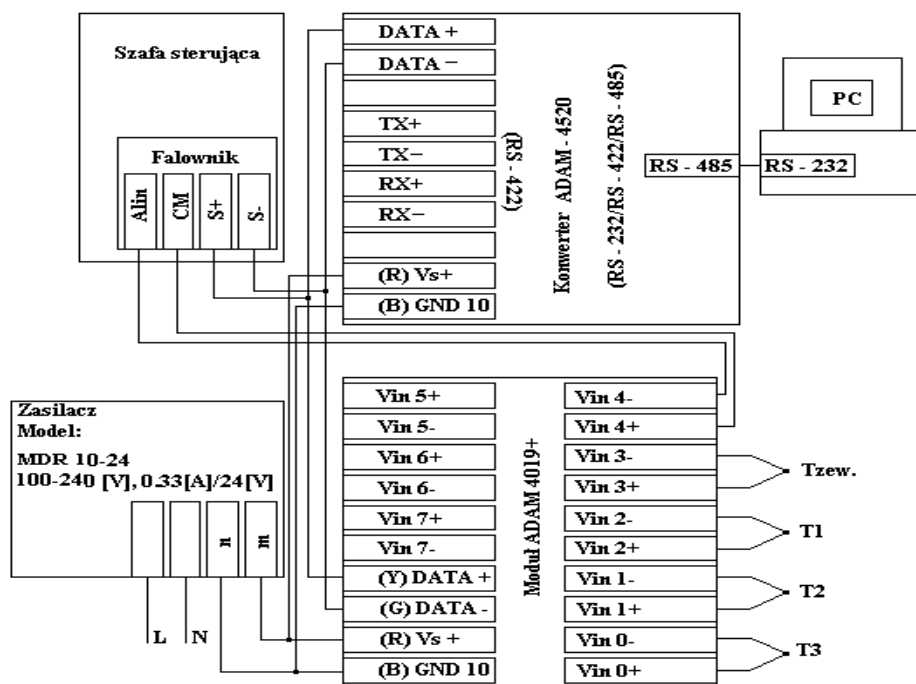 Szafa sterująca
Falownik
Alin
CM
S+
S-
DATA +
DATA −
TX+
TX−
RX+
RX−
(R) Vs+
(B) GND 10
(RS - 422)
Konwerter ADAM - 4520
(RS - 232/RS - 422/RS - 485)
RS - 485
PC
RS - 232
Zasilacz
Model:
MDR 10-24
100-240 [V], 0.33[A]/24 [V]
n
m
L
N
Vin 5+
Vin 5-
Vin 6+
Vin 6-
Vin 7+
Vin 7-
(Y) DATA +
(G) DATA -
(R) Vs +
(B) GND 10
Moduł ADAM 4019+
Vin 4-
Vin 4+
Vin 3-
Vin 3+
Vin 2-
Vin 2+
Vin 1-
Vin 1+
Vin 0-
Vin 0+
Tzew.
T1
T2
T3